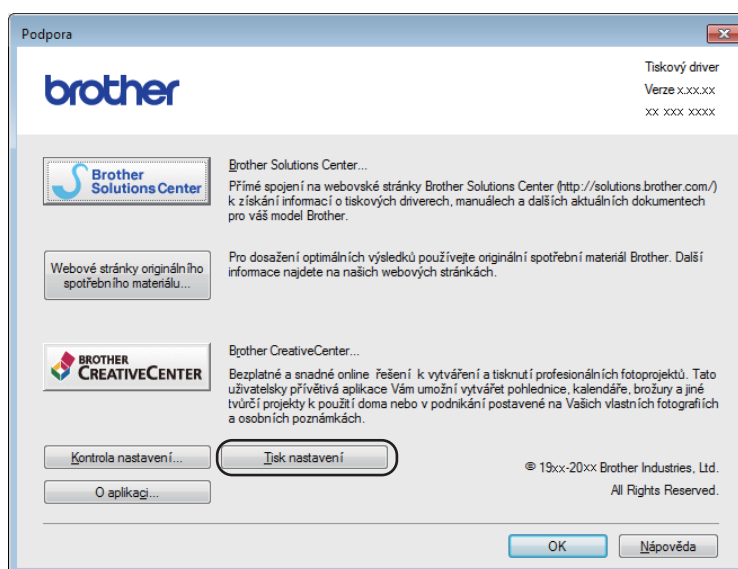 Podpora
brother
Tiskový driver
Verze x.xx.xx
xx xxx xxxx
Brother
Solutions Center
Brother Solutions Center...
Přímé spojení na webovské stránky Brother Solutions Center (http://solutions.brother.com/)
k získání informací o tiskových driverech, manuálech a dalších aktuálních dokumentech
pro váš model Brother.
Webové stránky originálního
spotřebního materiálu...
Pro dosažení optimálních výsledků používejte originální spotřební materiál Brother. Další
informace najdete na našich webových stránkách.
BROTHER
CREATIVECENTER
Brother CreativeCenter...
Bezplatné a snadné online řešení k vytváření a tisknutí profesionálních fotoprojektů. Tato
uživatelsky přívětivá aplikace Vám umožní vytvářet pohlednice, kalendáře, brožury a jiné
tvůrčí projekty k použití doma nebo v podnikání postavené na Vašich vlastních fotografiích
a osobních poznámkách.
Kontrola nastavení...
Tisk nastavení
O aplikaci...
© 19xx-20xx Brother Industries, Ltd.
All Rights Reserved.
OK
Nápověda